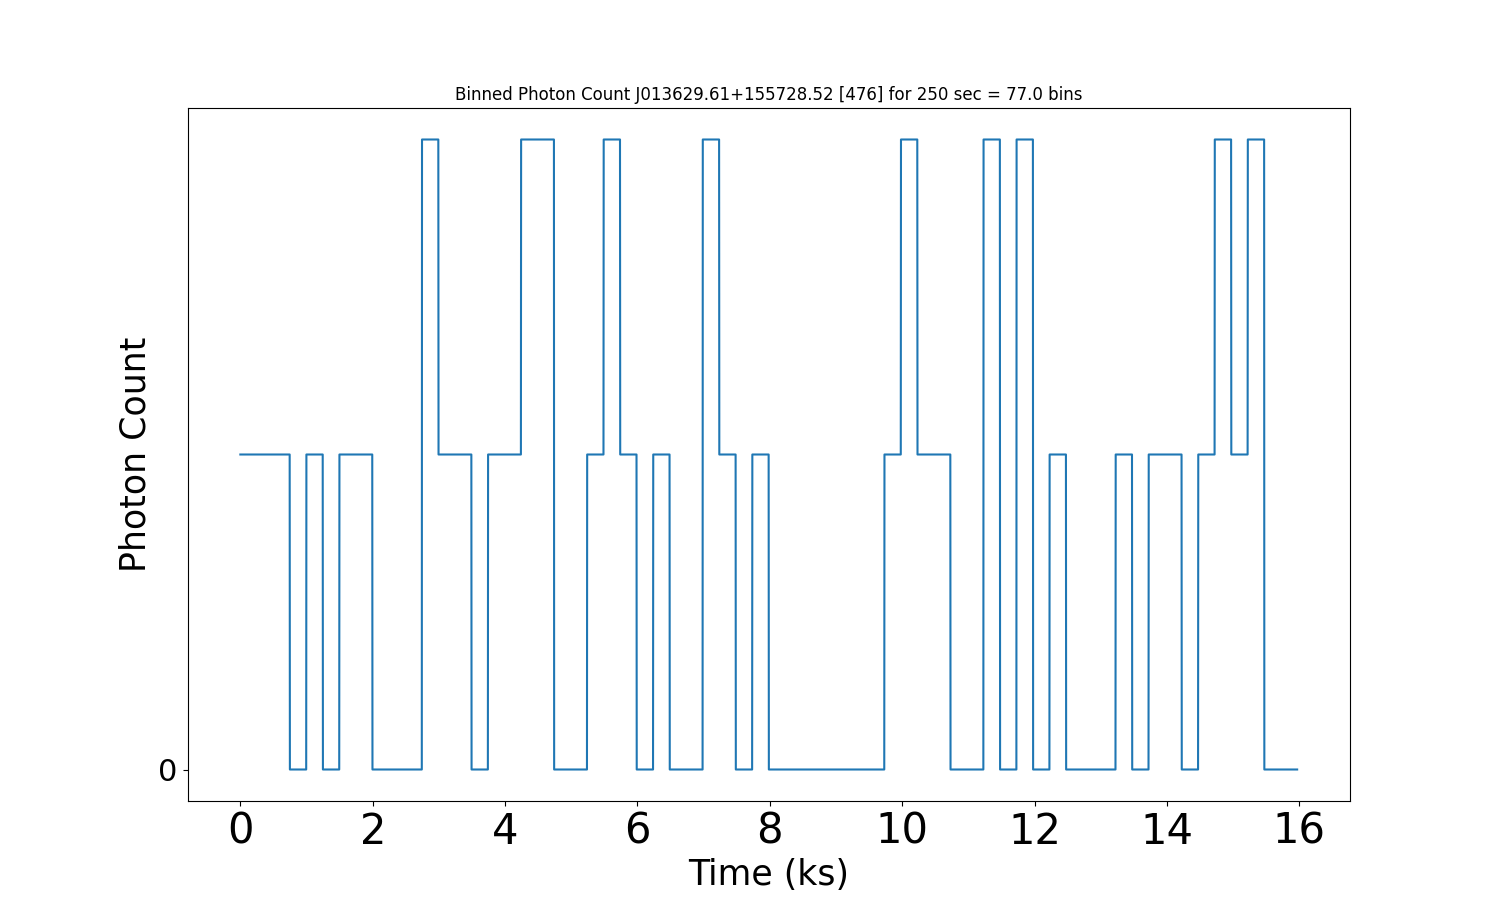 Binned Photon Count J013629.61+155728.52 [476] for 250 sec = 77.0 bins
Photon Count
0
0 2 4 6 8 10 12 14 16
Time (ks)